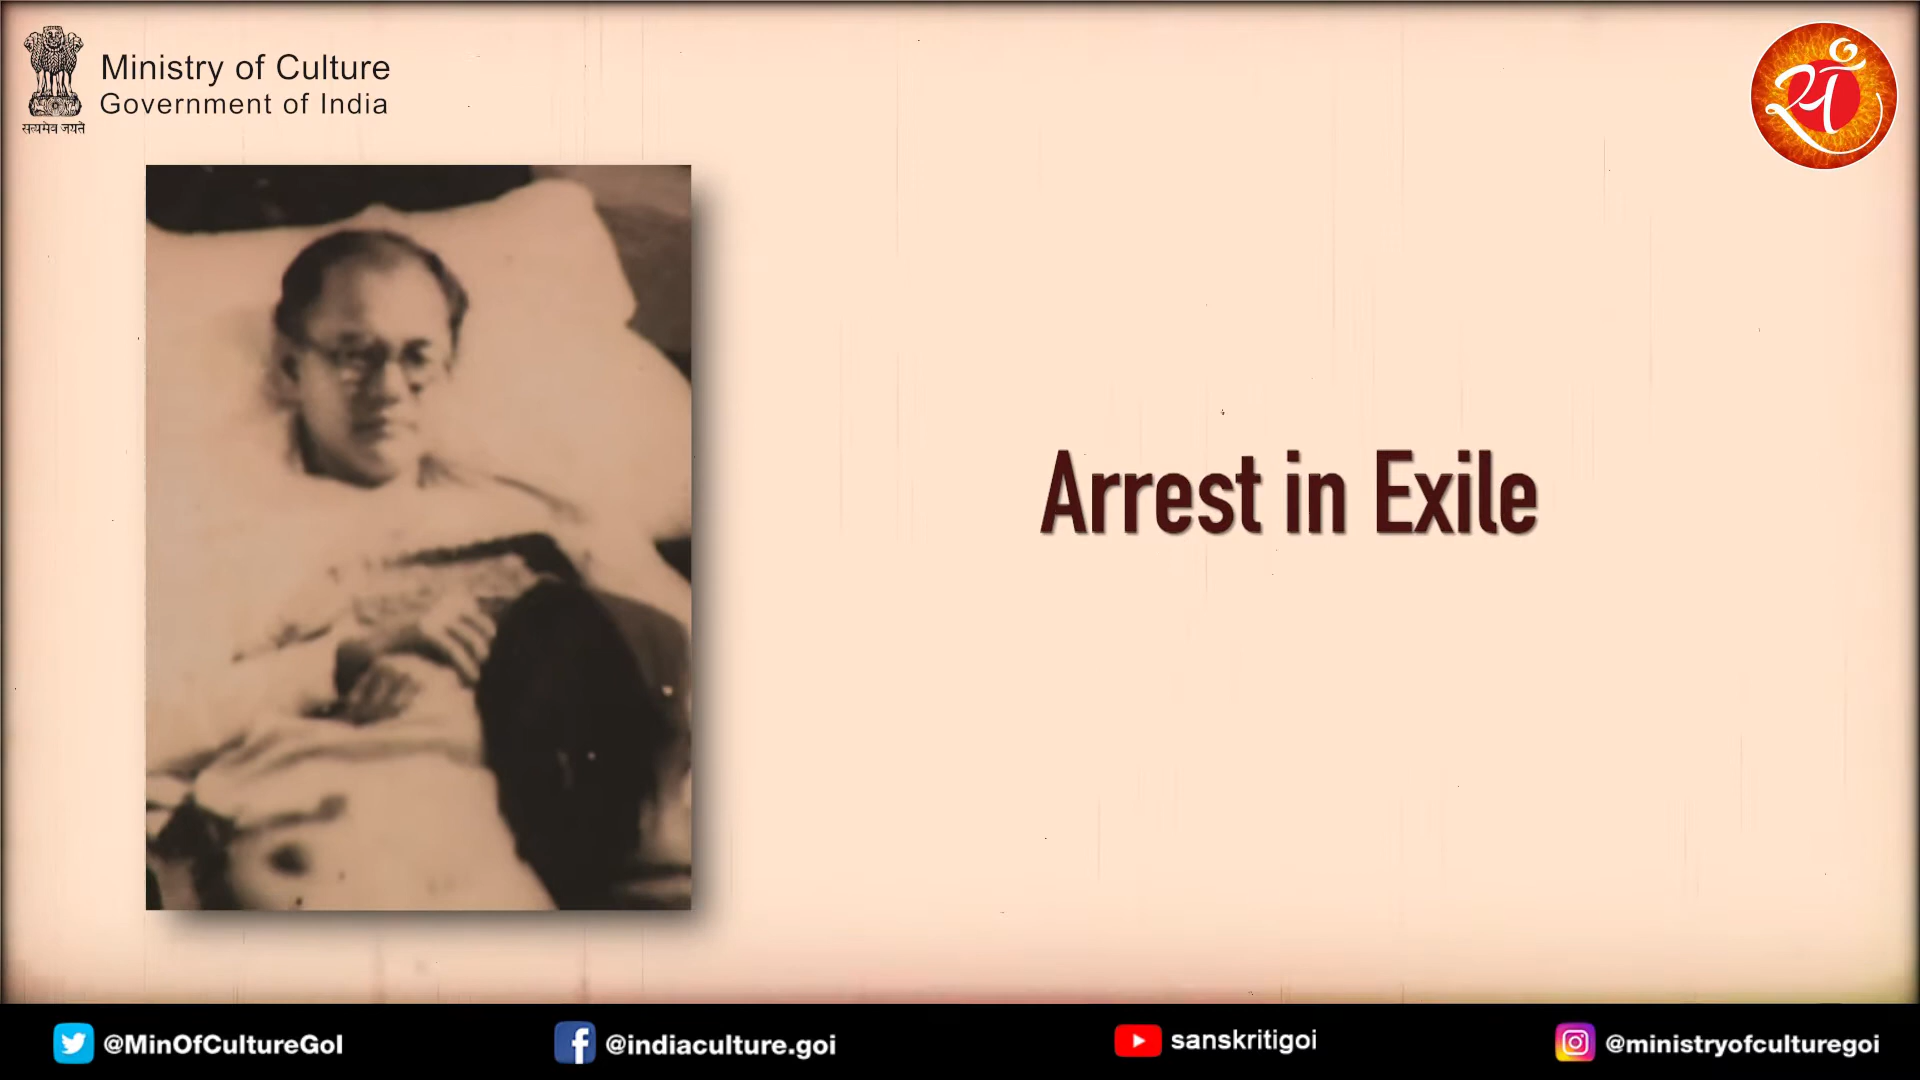 Ministry of Culture
Government of India
सत्यमेव जयते
सं
Arrest in Exile
@MinOfCultureGoI
@indiaculture.goi
sanskritigoi
@ministryofculturegoi